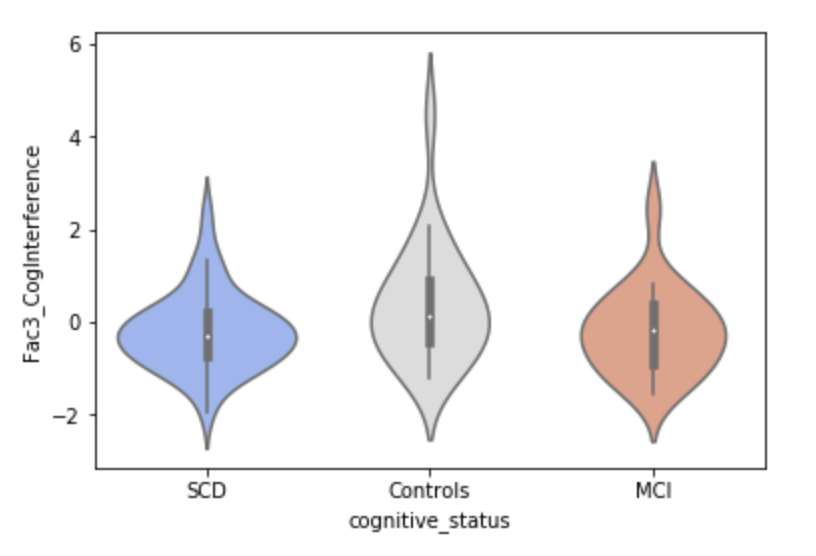 Fac3_CogInterference
6
4
2
0
−2
SCD Controls MCI
cognitive_status